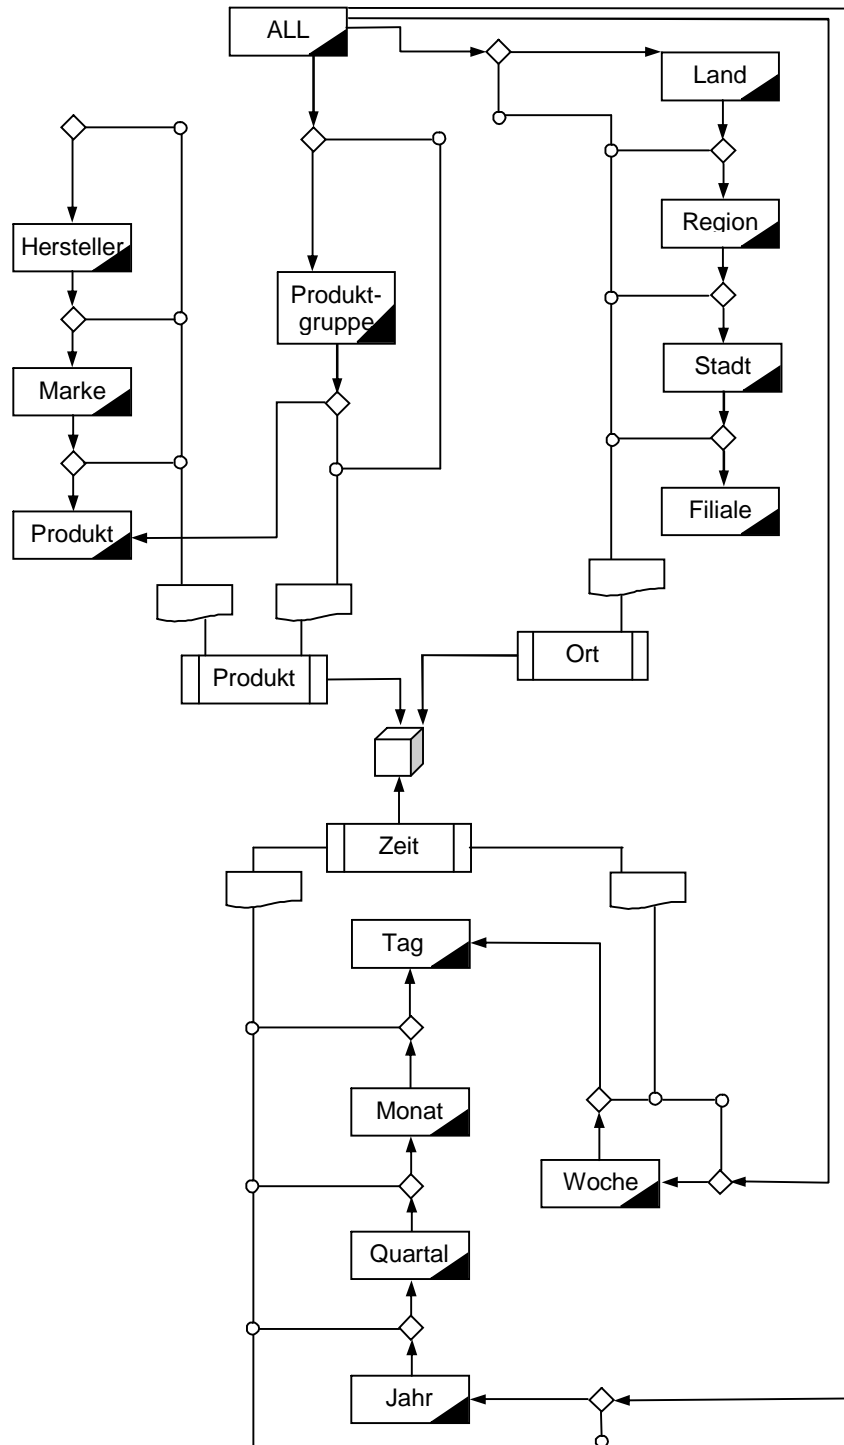 ALL
Land
Hersteller
Region
Produkt-
gruppe
Marke
Stadt
Produkt
Filiale
Produkt
Ort
Zeit
Tag
Monat
Woche
Quartal
Jahr